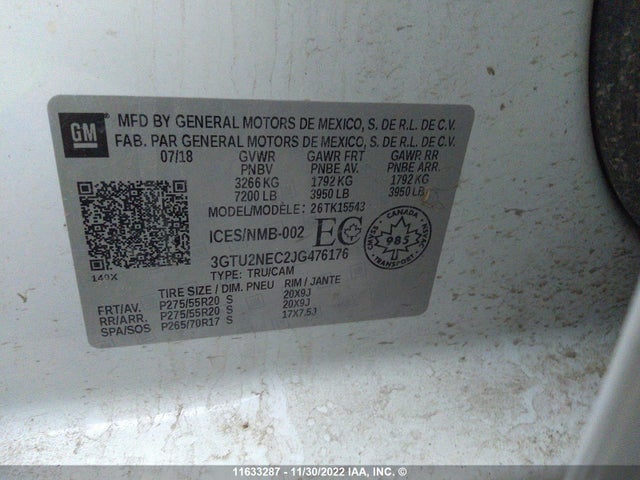 GM
MFD BY GENERAL MOTORS DE MEXICO, S. DE R.L. DE C.V.
FAB. PAR GENERAL MOTORS DE MEXICO, S. DE R.L. DE C.V.
07/18 GVWR GAWR FRT GAWR RR
PNBV PNBE AV. PNBE ARR.
3266 KG 1792 KG 1792 KG
7200 LB 3950 LB 3950 LB
MODEL/MODÈLE: 26TK15543
ICES/NMB-002 EC
CANADA
985
TRANSPORT
3GTU2NEC2JG476176
149X
TYPE: TRU/CAM
TIRE SIZE / DIM. PNEU RIM / JANTE
FRT/AV. P275/55R20 S 20X9J
RR/ARR. P275/55R20 S 20X9J
SPA/SOS P265/70R17 S 17X7.5J
11633287 - 11/30/2022 IAA, INC. ©